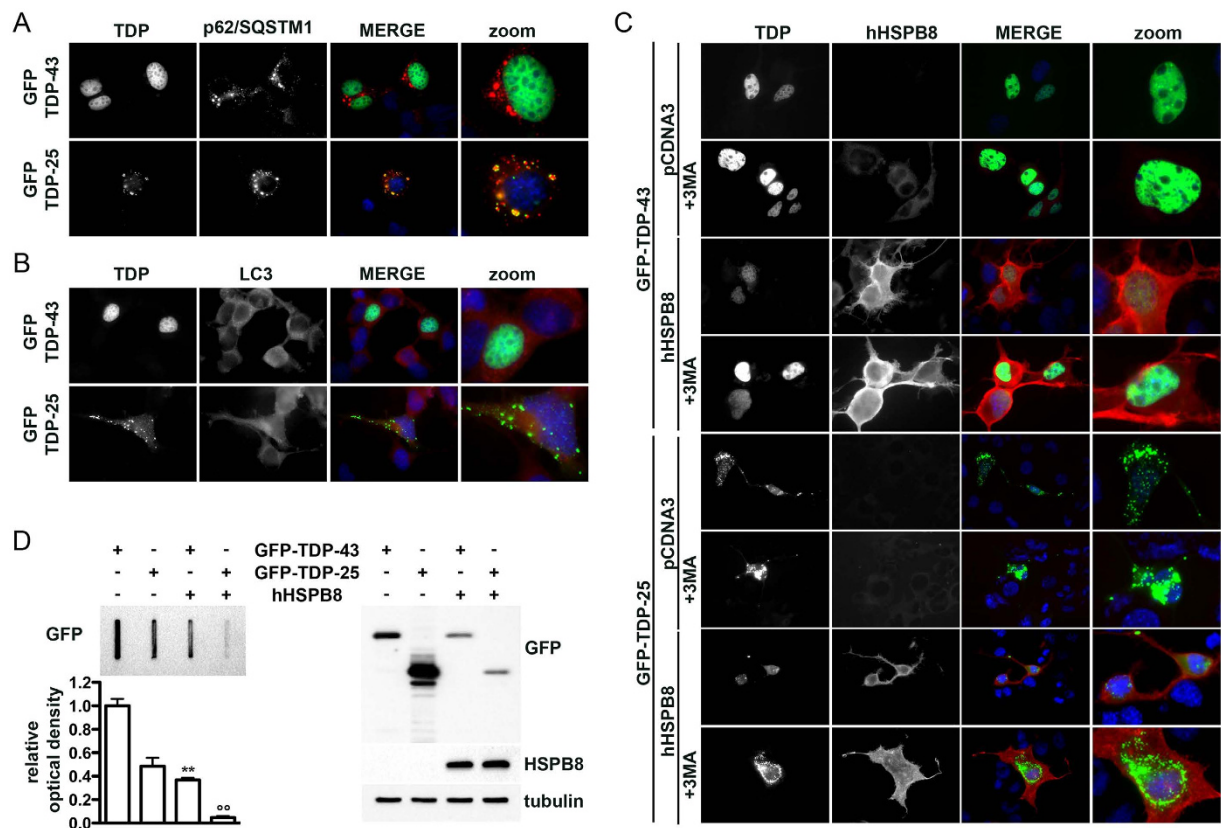 A
TDP p62/SQSTM1 MERGE zoom
GFP
TDP-43
GFP
TDP-25
B
TDP LC3 MERGE zoom
GFP
TDP-43
GFP
TDP-25
C
TDP hHSPB8 MERGE zoom
GFP-TDP-43
pCDNA3
+3MA
hHSPB8
+3MA
GFP-TDP-25
pCDNA3
+3MA
hHSPB8
+3MA
D
+ - + - GFP-TDP-43 + - + -
- + - + GFP-TDP-25 - + - +
- - + + hHSPB8 - - + +
GFP
GFP
HSPB8
tubulin
relative
optical density
1.2
1.0
0.8
0.6
0.4
0.2
0.0
**
°°